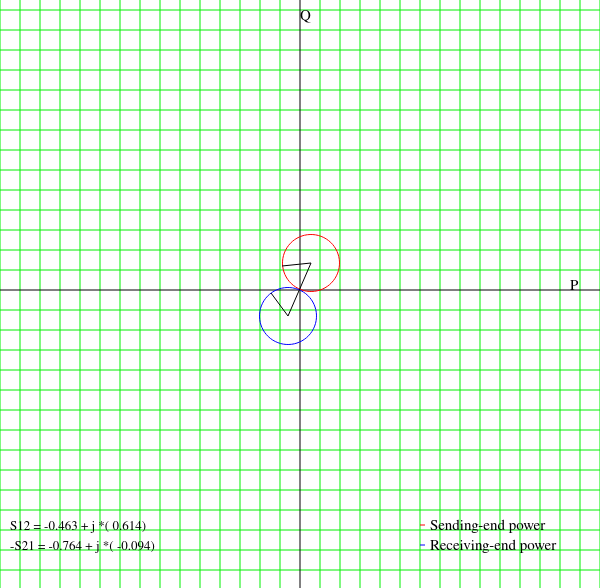 Q
P
S12 = -0.463 + j *( 0.614)
-S21 = -0.764 + j *( -0.094)
Sending-end power
Receiving-end power